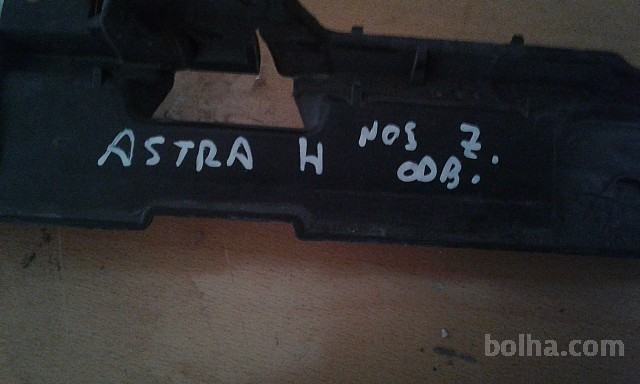 ASTRA H NOS Z.
ODB.
bolha.com